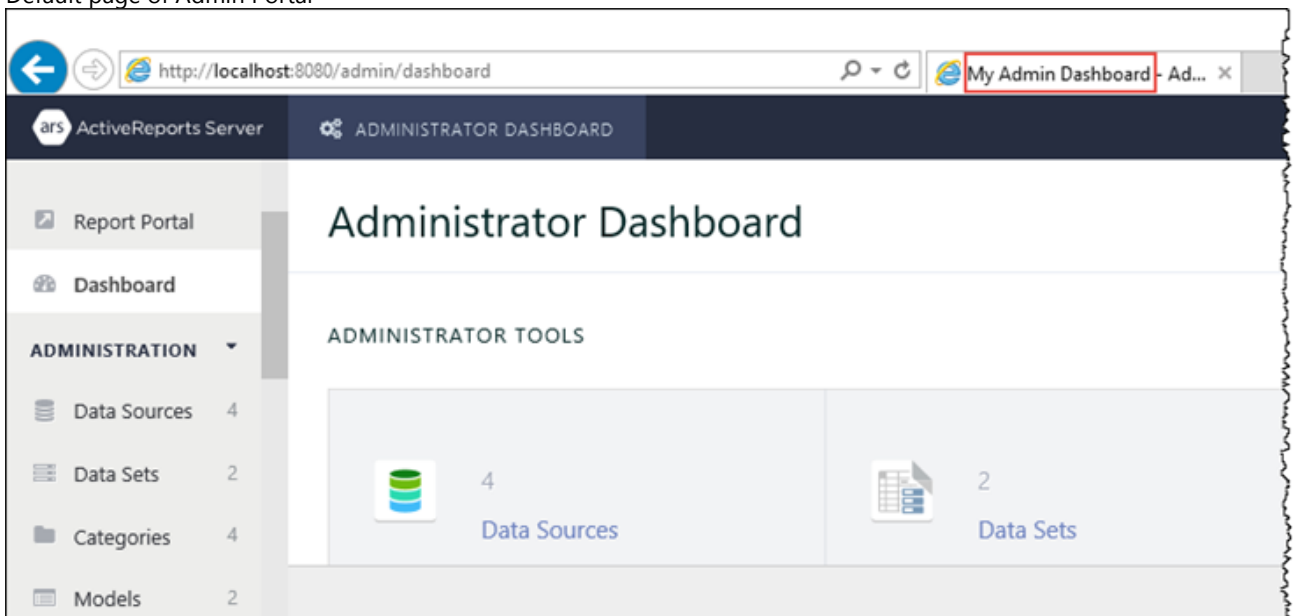 Default page of Admin Portal
http://localhost:8080/admin/dashboard
My Admin Dashboard - Ad...
ars ActiveReports Server
ADMINISTRATOR DASHBOARD
Report Portal
Dashboard
ADMINISTRATION
Data Sources 4
Data Sets 2
Categories 4
Models 2
Administrator Dashboard
ADMINISTRATOR TOOLS
4
Data Sources
2
Data Sets